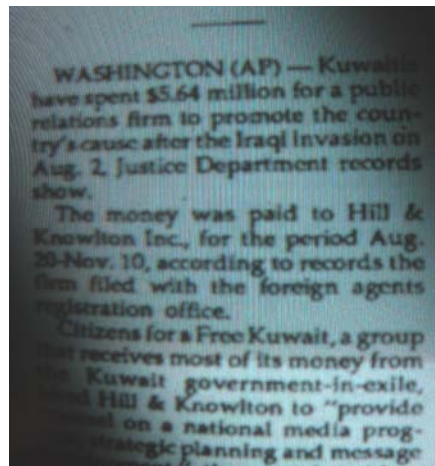 WASHINGTON (AP) — Kuwaitis
have spent $5.64 million for a public
relations firm to promote the coun-
try's cause after the Iraqi invasion on
Aug. 2, Justice Department records
show.
The money was paid to Hill &
Knowlton Inc., for the period Aug.
20-Nov. 10, according to records the
firm filed with the foreign agents
registration office.
Citizens for a Free Kuwait, a group
that receives most of its money from
the Kuwait government-in-exile,
Hill & Knowlton to "provide
on a national media prog-
strategic planning and message